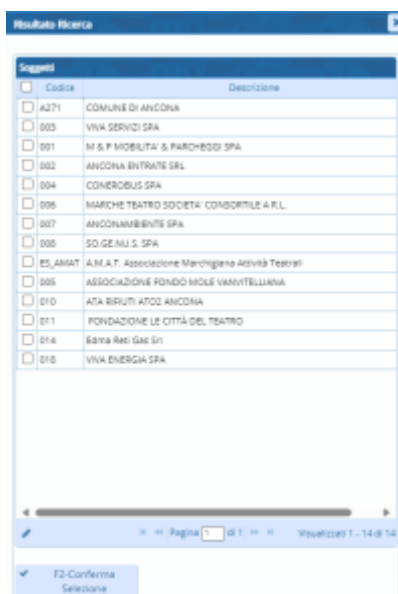 Risultato Ricerca
Soggetti
Codice Descrizione
A271 COMUNE DI ANCONA
003 VIVA SERVIZI SPA
001 M & P MOBILITA' & PARCHEGGI SPA
002 ANCONA ENTRATE SRL
004 CONEROBUS SPA
006 MARCHE TEATRO SOCIETA' CONSORTILE A R.L.
007 ANCONAMBIENTE SPA
008 SO.GE.NU.S. SPA
ES_AMAT A.M.A.T. Associazione Marchigiana Attività Teatrali
005 ASSOCIAZIONE FONDO MOLE VANVITELLIANA
010 ATA RIFIUTI ATO2 ANCONA
011 FONDAZIONE LE CITTÀ DEL TEATRO
014 Edma Reti Gas Srl
018 VIVA ENERGIA SPA
Pagina 1 di 1 Visualizzati 1 - 14 di 14
F2-Conferma
Selezione